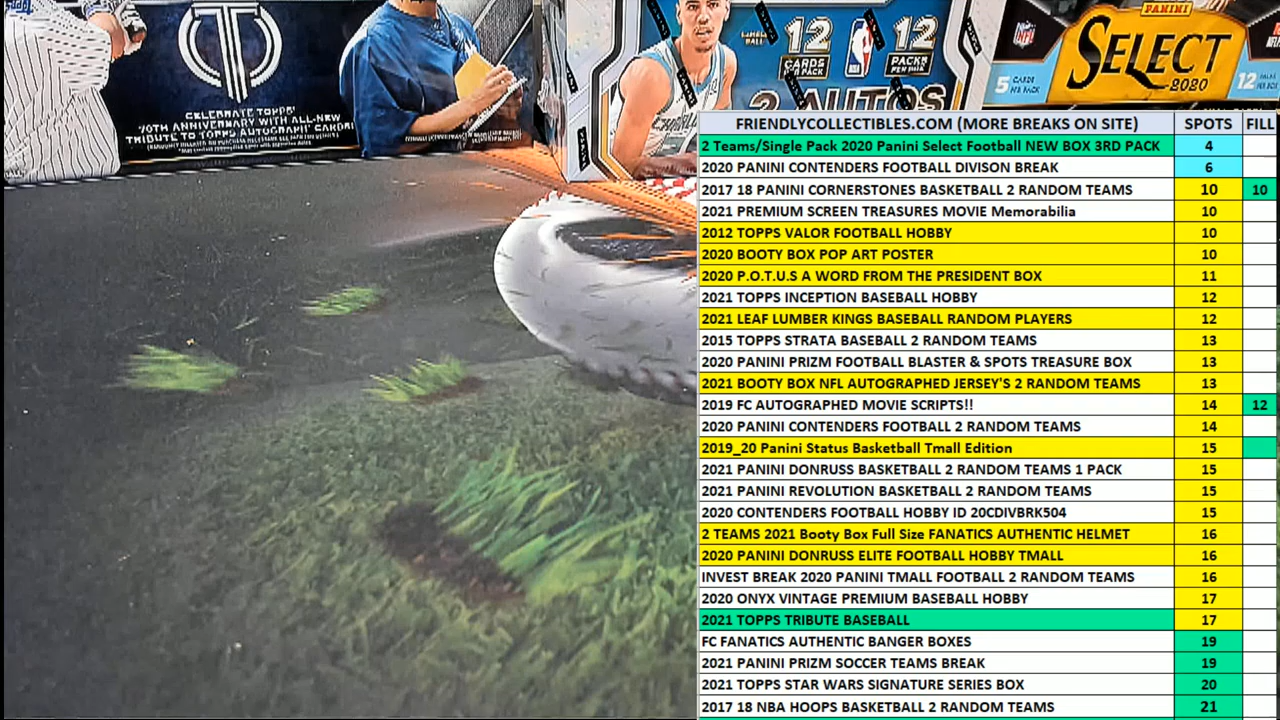 CELEBRATE TOPPS'
70TH ANNIVERSARY WITH ALL-NEW
TRIBUTE TO TOPPS AUTOGRAPH CARDS!
12
CARDS
PER PACK
12
PACKS
PER BOX
2 AUTOS
NFL
PANINI
SELECT
2020
5 CARDS
PER PACK
12
FRIENDLYCOLLECTIBLES.COM (MORE BREAKS ON SITE) SPOTS FILL
2 Teams/Single Pack 2020 Panini Select Football NEW BOX 3RD PACK 4
2020 PANINI CONTENDERS FOOTBALL DIVISON BREAK 6
2017 18 PANINI CORNERSTONES BASKETBALL 2 RANDOM TEAMS 10 10
2021 PREMIUM SCREEN TREASURES MOVIE Memorabilia 10
2012 TOPPS VALOR FOOTBALL HOBBY 10
2020 BOOTY BOX POP ART POSTER 10
2020 P.O.T.U.S A WORD FROM THE PRESIDENT BOX 11
2021 TOPPS INCEPTION BASEBALL HOBBY 12
2021 LEAF LUMBER KINGS BASEBALL RANDOM PLAYERS 12
2015 TOPPS STRATA BASEBALL 2 RANDOM TEAMS 13
2020 PANINI PRIZM FOOTBALL BLASTER & SPOTS TREASURE BOX 13
2021 BOOTY BOX NFL AUTOGRAPHED JERSEY'S 2 RANDOM TEAMS 13
2019 FC AUTOGRAPHED MOVIE SCRIPTS!! 14 12
2020 PANINI CONTENDERS FOOTBALL 2 RANDOM TEAMS 14
2019_20 Panini Status Basketball Tmall Edition 15
2021 PANINI DONRUSS BASKETBALL 2 RANDOM TEAMS 1 PACK 15
2021 PANINI REVOLUTION BASKETBALL 2 RANDOM TEAMS 15
2020 CONTENDERS FOOTBALL HOBBY ID 20CDIVBRK504 15
2 TEAMS 2021 Booty Box Full Size FANATICS AUTHENTIC HELMET 16
2020 PANINI DONRUSS ELITE FOOTBALL HOBBY TMALL 16
INVEST BREAK 2020 PANINI TMALL FOOTBALL 2 RANDOM TEAMS 16
2020 ONYX VINTAGE PREMIUM BASEBALL HOBBY 17
2021 TOPPS TRIBUTE BASEBALL 17
FC FANATICS AUTHENTIC BANGER BOXES 19
2021 PANINI PRIZM SOCCER TEAMS BREAK 19
2021 TOPPS STAR WARS SIGNATURE SERIES BOX 20
2017 18 NBA HOOPS BASKETBALL 2 RANDOM TEAMS 21